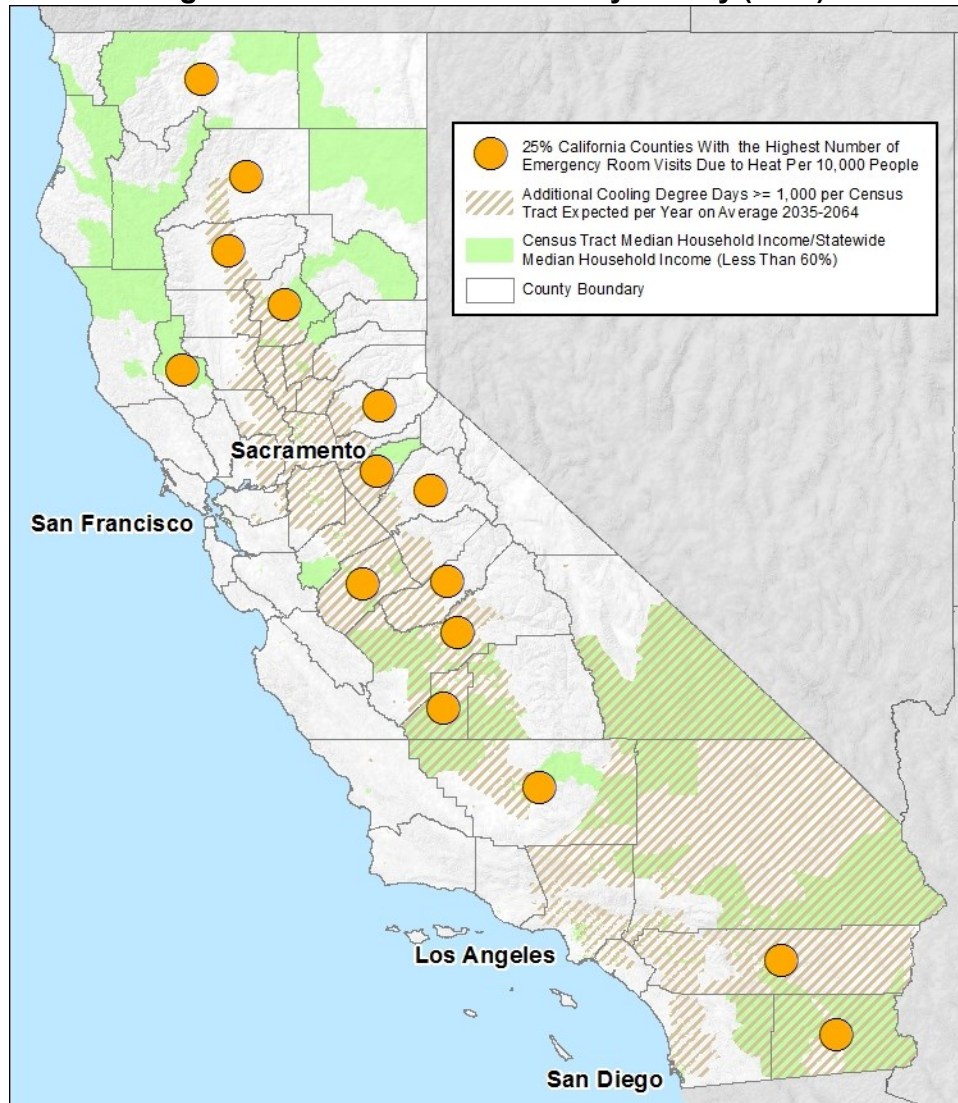 25% California Counties With the Highest Number of
Emergency Room Visits Due to Heat Per 10,000 People
Additional Cooling Degree Days >= 1,000 per Census
Tract Expected per Year on Average 2035-2064
Census Tract Median Household Income/Statewide
Median Household Income (Less Than 60%)
County Boundary
Sacramento
San Francisco
Los Angeles
San Diego